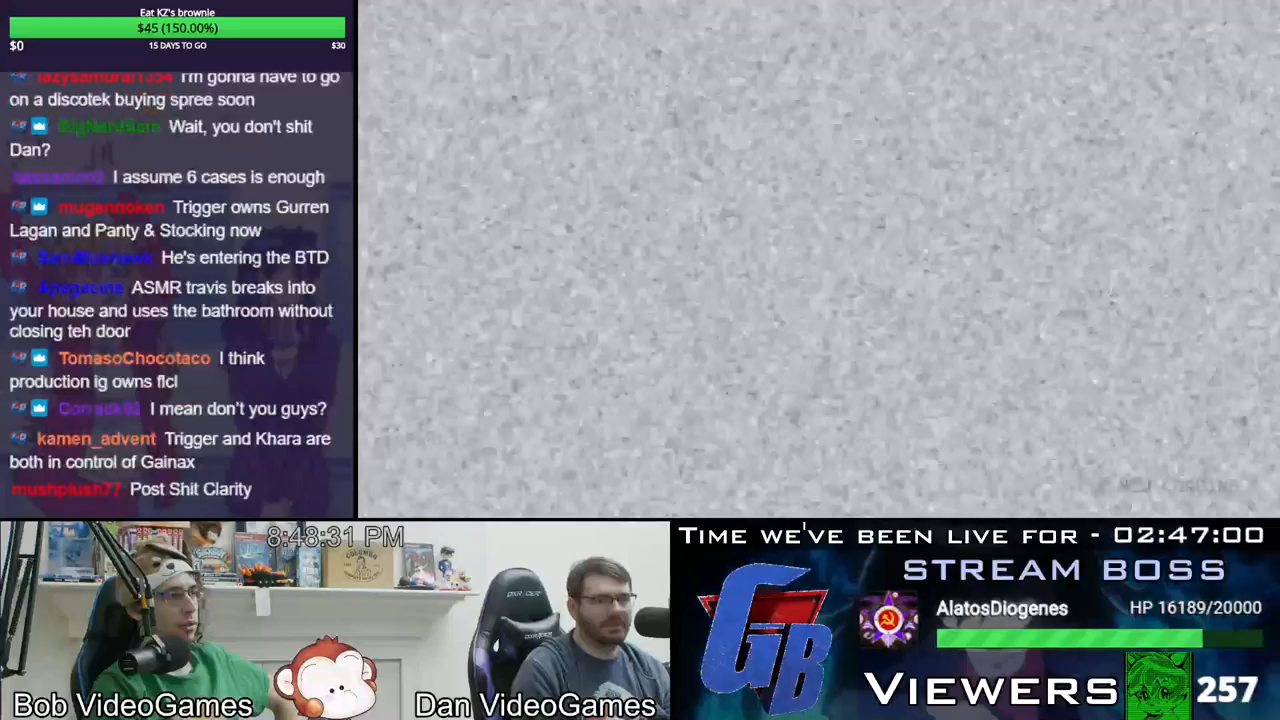 Eat KZ's brownie
$45 (150.00%)
$0 15 DAYS TO GO $30
lazysamurai1354 I'm gonna have to go
on a discotek buying spree soon
Wait, you don't shit
Dan?
I assume 6 cases is enough
mugennoken Trigger owns Gurren
Lagan and Panty & Stocking now
SamBluehawk He's entering the BTD
Apegacine ASMR travis breaks into
your house and uses the bathroom without
closing teh door
TomasoChocotaco I think
production ig owns flcl
I mean don't you guys?
kamen_advent Trigger and Khara are
both in control of Gainax
mushplush77 Post Shit Clarity
8:48:31 PM
Bob VideoGames
Dan VideoGames
TIME WE'VE BEEN LIVE FOR - 02:47:00
STREAM BOSS
AlatosDiogenes HP 16189/20000
GB
VIEWERS 257